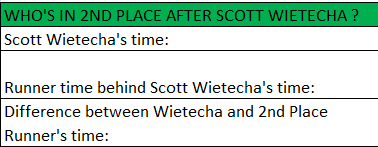 WHO'S IN 2ND PLACE AFTER SCOTT WIETECHA ?
Scott Wietecha's time:
Runner time behind Scott Wietecha's time:
Difference between Wietecha and 2nd Place
Runner's time: